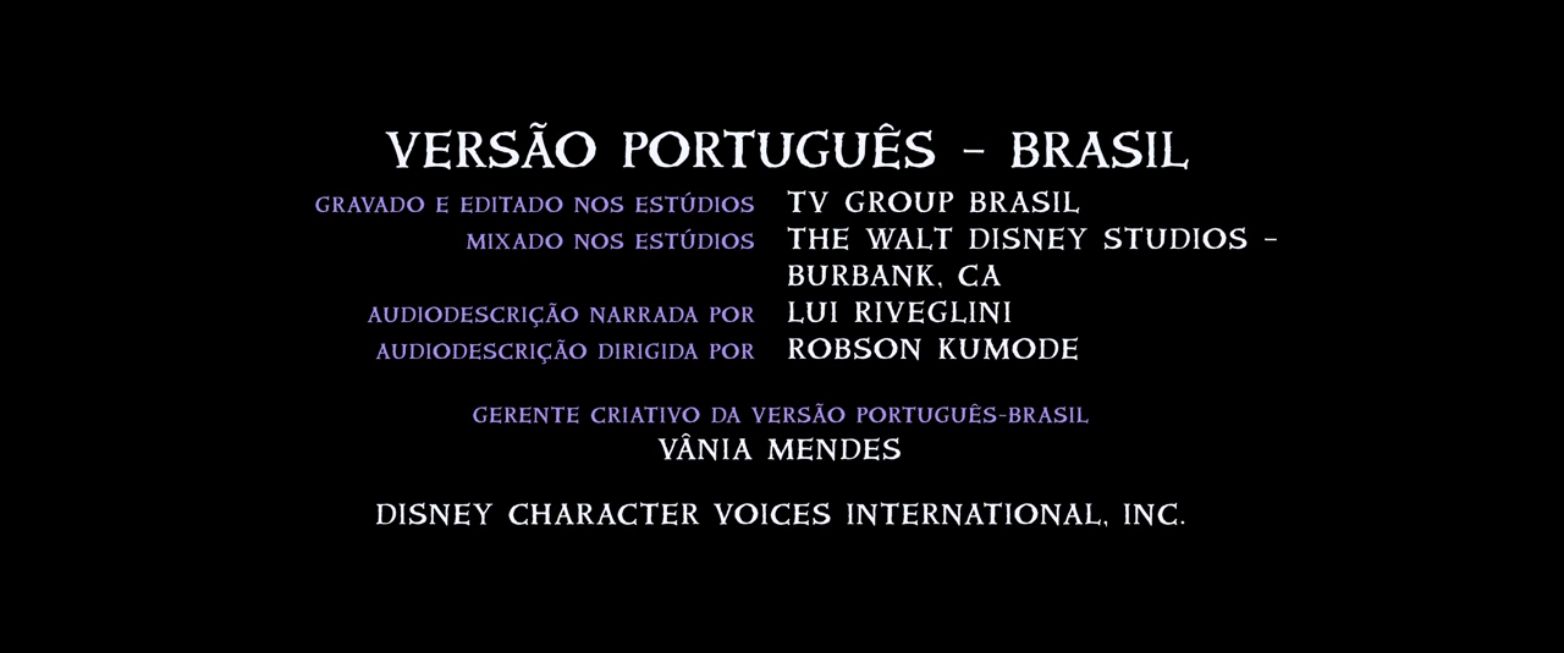 VERSÃO PORTUGUÊS – BRASIL
GRAVADO E EDITADO NOS ESTÚDIOS TV GROUP BRASIL
MIXADO NOS ESTÚDIOS THE WALT DISNEY STUDIOS –
BURBANK, CA
AUDIODESCRIÇÃO NARRADA POR LUI RIVEGLINI
AUDIODESCRIÇÃO DIRIGIDA POR ROBSON KUMODE
GERENTE CRIATIVO DA VERSÃO PORTUGUÊS-BRASIL
VÂNIA MENDES
DISNEY CHARACTER VOICES INTERNATIONAL, INC.